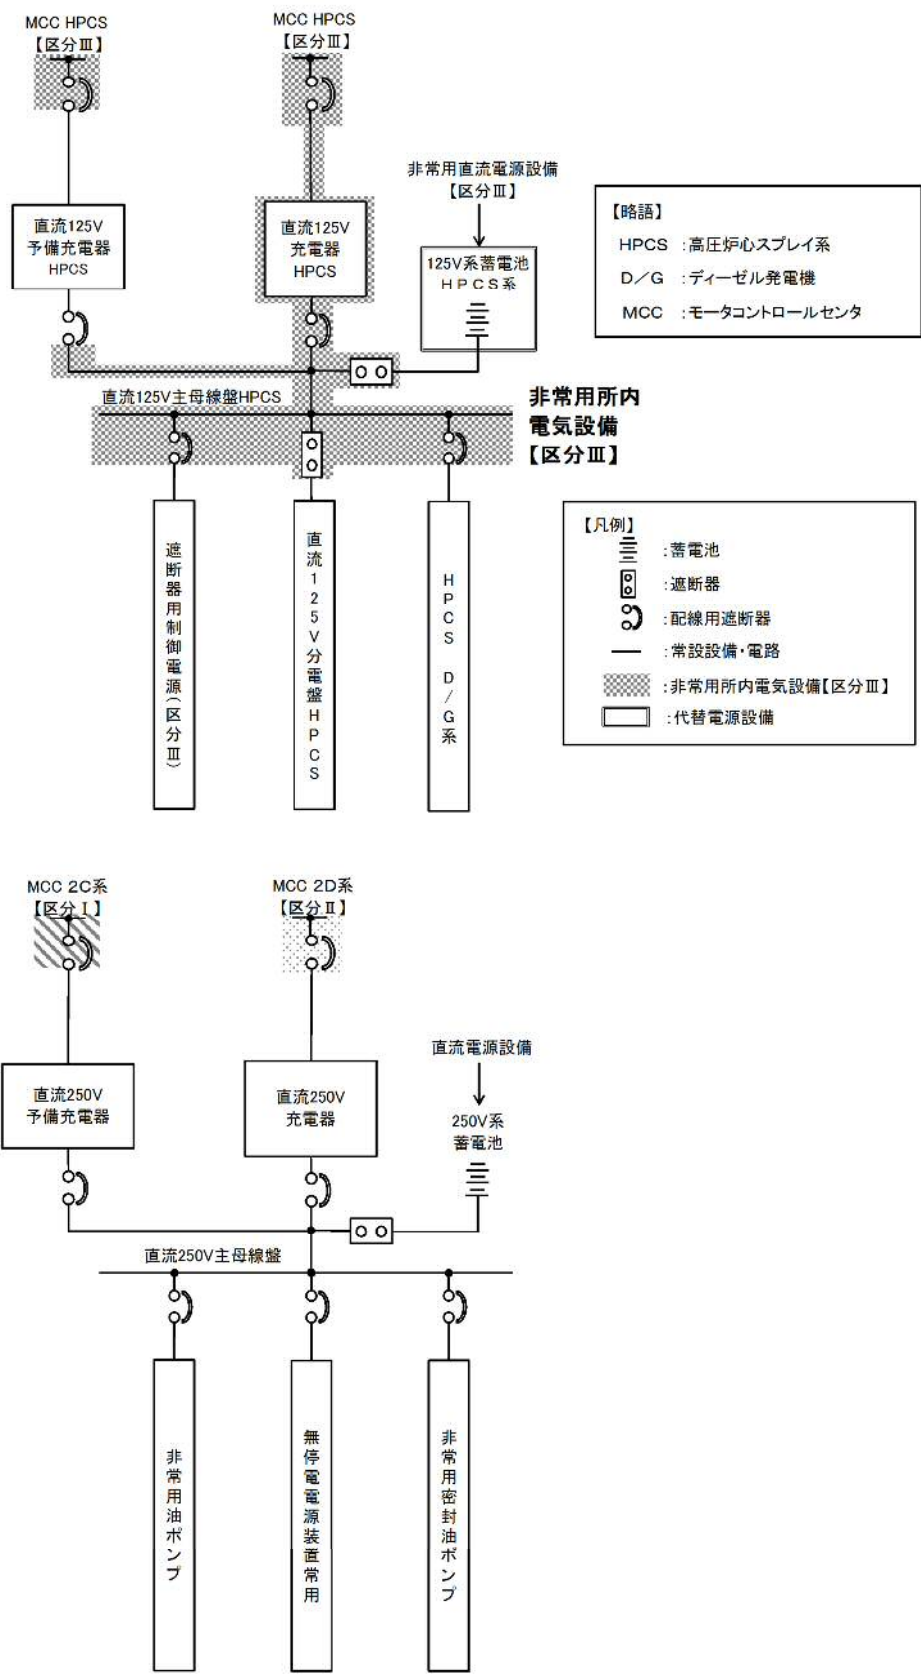 MCC HPCS
【区分Ⅲ】
MCC HPCS
【区分Ⅲ】
非常用直流電源設備
【区分Ⅲ】
直流125V
予備充電器
HPCS
直流125V
充電器
HPCS
125V系蓄電池
HPCS系
【略語】
HPCS :高圧炉心スプレイ系
D/G :ディーゼル発電機
MCC :モータコントロールセンタ
直流125V主母線盤HPCS
非常用所内
電気設備
【区分Ⅲ】
遮断器用制御電源(区分Ⅲ)
直流125V分電盤HPCS
HPCS D/G系
【凡例】
:蓄電池
:遮断器
:配線用遮断器
:常設設備・電路
:非常用所内電気設備【区分Ⅲ】
:代替電源設備
MCC 2C系
【区分Ⅰ】
MCC 2D系
【区分Ⅱ】
直流電源設備
直流250V
予備充電器
直流250V
充電器
250V系
蓄電池
直流250V主母線盤
非常用油ポンプ
無停電電源装置常用
非常用密封油ポンプ